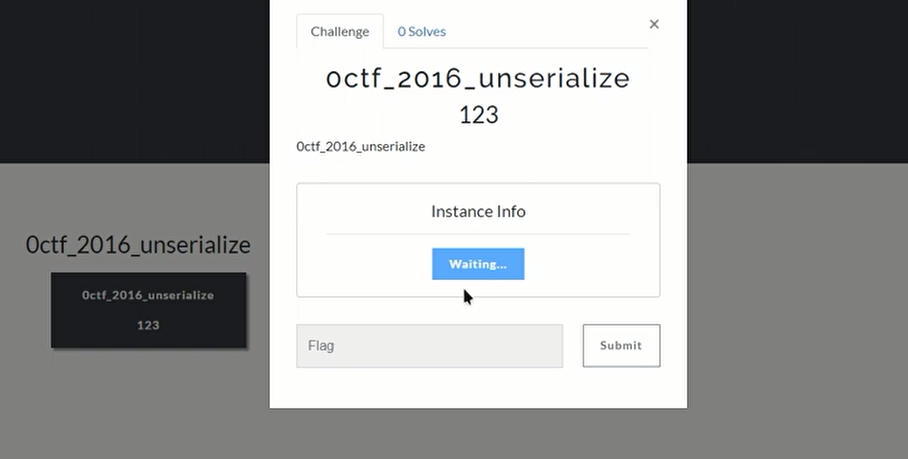 Challenge
0 Solves
×
0ctf_2016_unserialize
123
0ctf_2016_unserialize
Instance Info
Waiting...
Flag
Submit
0ctf_2016_unserialize
0ctf_2016_unserialize
123